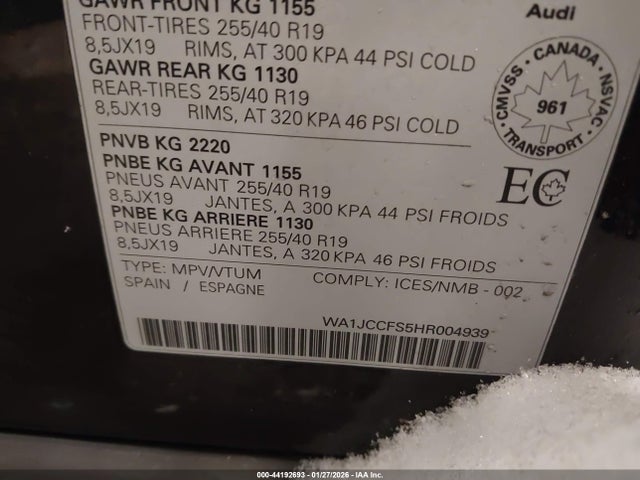 GAWR FRONT KG 1155
FRONT-TIRES 255/40 R19
8,5JX19 RIMS, AT 300 KPA 44 PSI COLD
GAWR REAR KG 1130
REAR-TIRES 255/40 R19
8,5JX19 RIMS, AT 320 KPA 46 PSI COLD
Audi
CMVSS · CANADA · NSVAC · TRANSPORT ·
961
EC
PNVB KG 2220
PNBE KG AVANT 1155
PNEUS AVANT 255/40 R19
8,5JX19 JANTES, A 300 KPA 44 PSI FROIDS
PNBE KG ARRIERE 1130
PNEUS ARRIERE 255/40 R19
8,5JX19 JANTES, A 320 KPA 46 PSI FROIDS
TYPE: MPV/VTUM COMPLY: ICES/NMB - 002
SPAIN / ESPAGNE
WA1JCCFS5HR004939
000-44192693 - 01/27/2026 - IAA Inc.